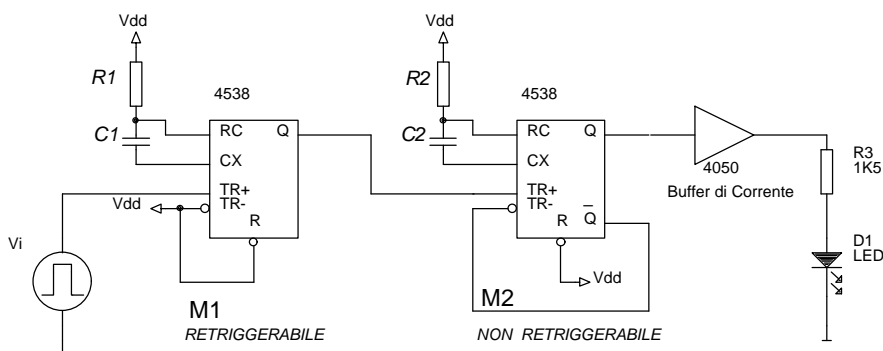 Vdd
R1
4538
C1
RC
Q
CX
TR+
TR-
Vdd
R
Vi
M1
RETRIGGERABILE
Vdd
R2
4538
C2
RC
Q
CX
TR+
TR-
R
Q
Vdd
M2
NON RETRIGGERABILE
4050
Buffer di Corrente
R3
1K5
D1
LED